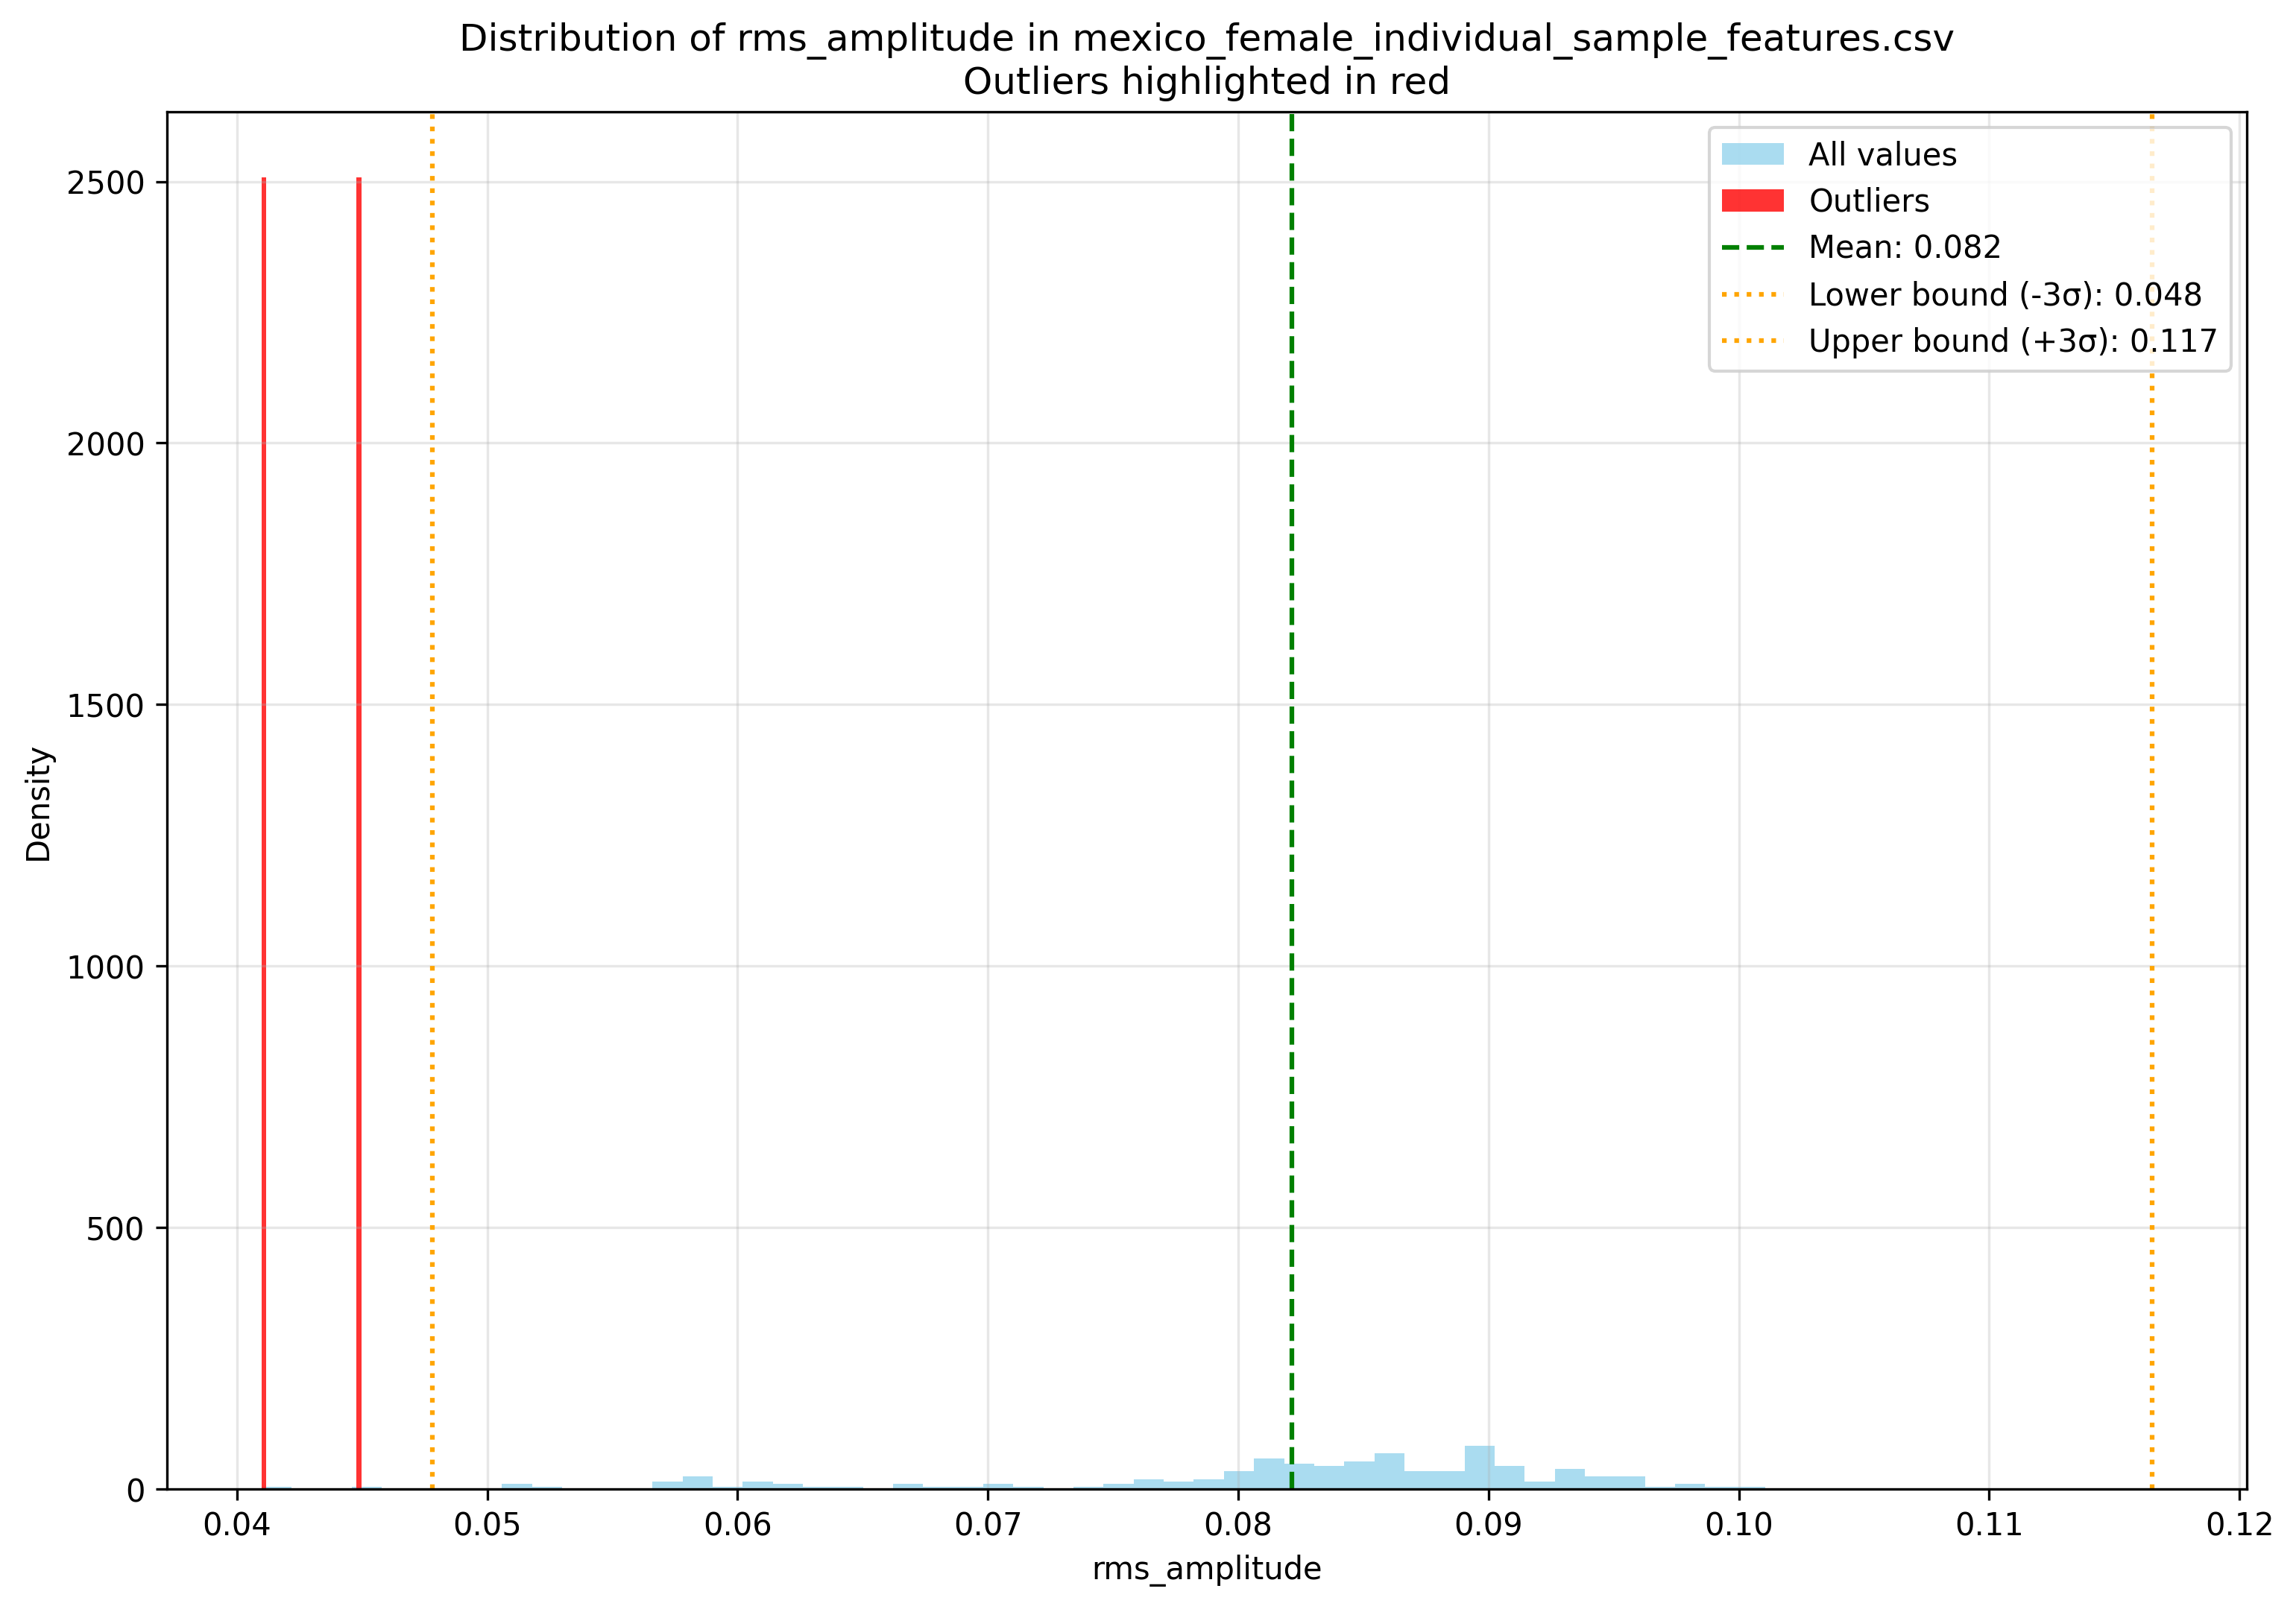 Distribution of rms_amplitude in mexico_female_individual_sample_features.csv
Outliers highlighted in red
All values
Outliers
Mean: 0.082
Lower bound (-3σ): 0.048
Upper bound (+3σ): 0.117
Density
2500
2000
1500
1000
500
0
0.04 0.05 0.06 0.07 0.08 0.09 0.10 0.11 0.12
rms_amplitude